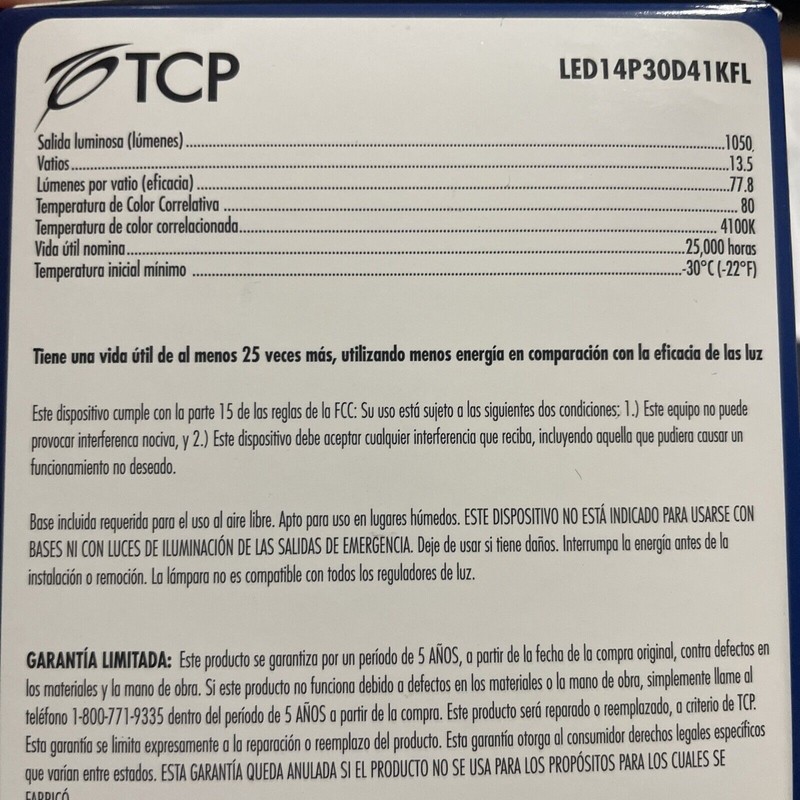 TCP
LED14P30D41KFL
Salida luminosa (lúmenes) 1050
Vatios 13.5
Lúmenes por vatio (eficacia) 77.8
Temperatura de Color Correlativa 80
Temperatura de color correlacionada 4100K
Vida útil nomina 25,000 horas
Temperatura inicial mínimo -30°C (-22°F)
Tiene una vida útil de al menos 25 veces más, utilizando menos energía en comparación con la eficacia de las luz
Este dispositivo cumple con la parte 15 de las reglas de la FCC: Su uso está sujeto a las siguientes dos condiciones; 1.) Este equipo no puede
provocar interferenca nociva, y 2.) Este dispositivo debe aceptar cualquier interferencia que reciba, incluyendo aquella que pudiera causar un
funcionamiento no deseado.
Base incluida requerida para el uso al aire libre. Apto para uso en lugares húmedos. ESTE DISPOSITIVO NO ESTÁ INDICADO PARA USARSE CON
BASES NI CON LUCES DE ILUMINACIÓN DE LAS SALIDAS DE EMERGENCIA. Deje de usar si tiene daños. Interrumpa la energía antes de la
instalación o remoción. La lámpara no es compatible con todos los reguladores de luz.
GARANTÍA LIMITADA: Este producto se garantiza por un período de 5 AÑOS, a partir de la fecha de la compra original, contra defectos en
los materiales y la mano de obra. Si este producto no funciona debido a defectos en los materiales o la mano de obra, simplemente llame al
teléfono 1-800-771-9335 dentro del período de 5 AÑOS a partir de la compra. Este producto será reparado o reemplazado, a criterio de TCP.
Esta garantía se limita expresamente a la reparación o reemplazo del producto. Esta garantía otorga al consumidor derechos legales específicos
que varían entre estados. ESTA GARANTÍA QUEDA ANULADA SI EL PRODUCTO NO SE USA PARA LOS PROPÓSITOS PARA LOS CUALES SE
FABRICÓ